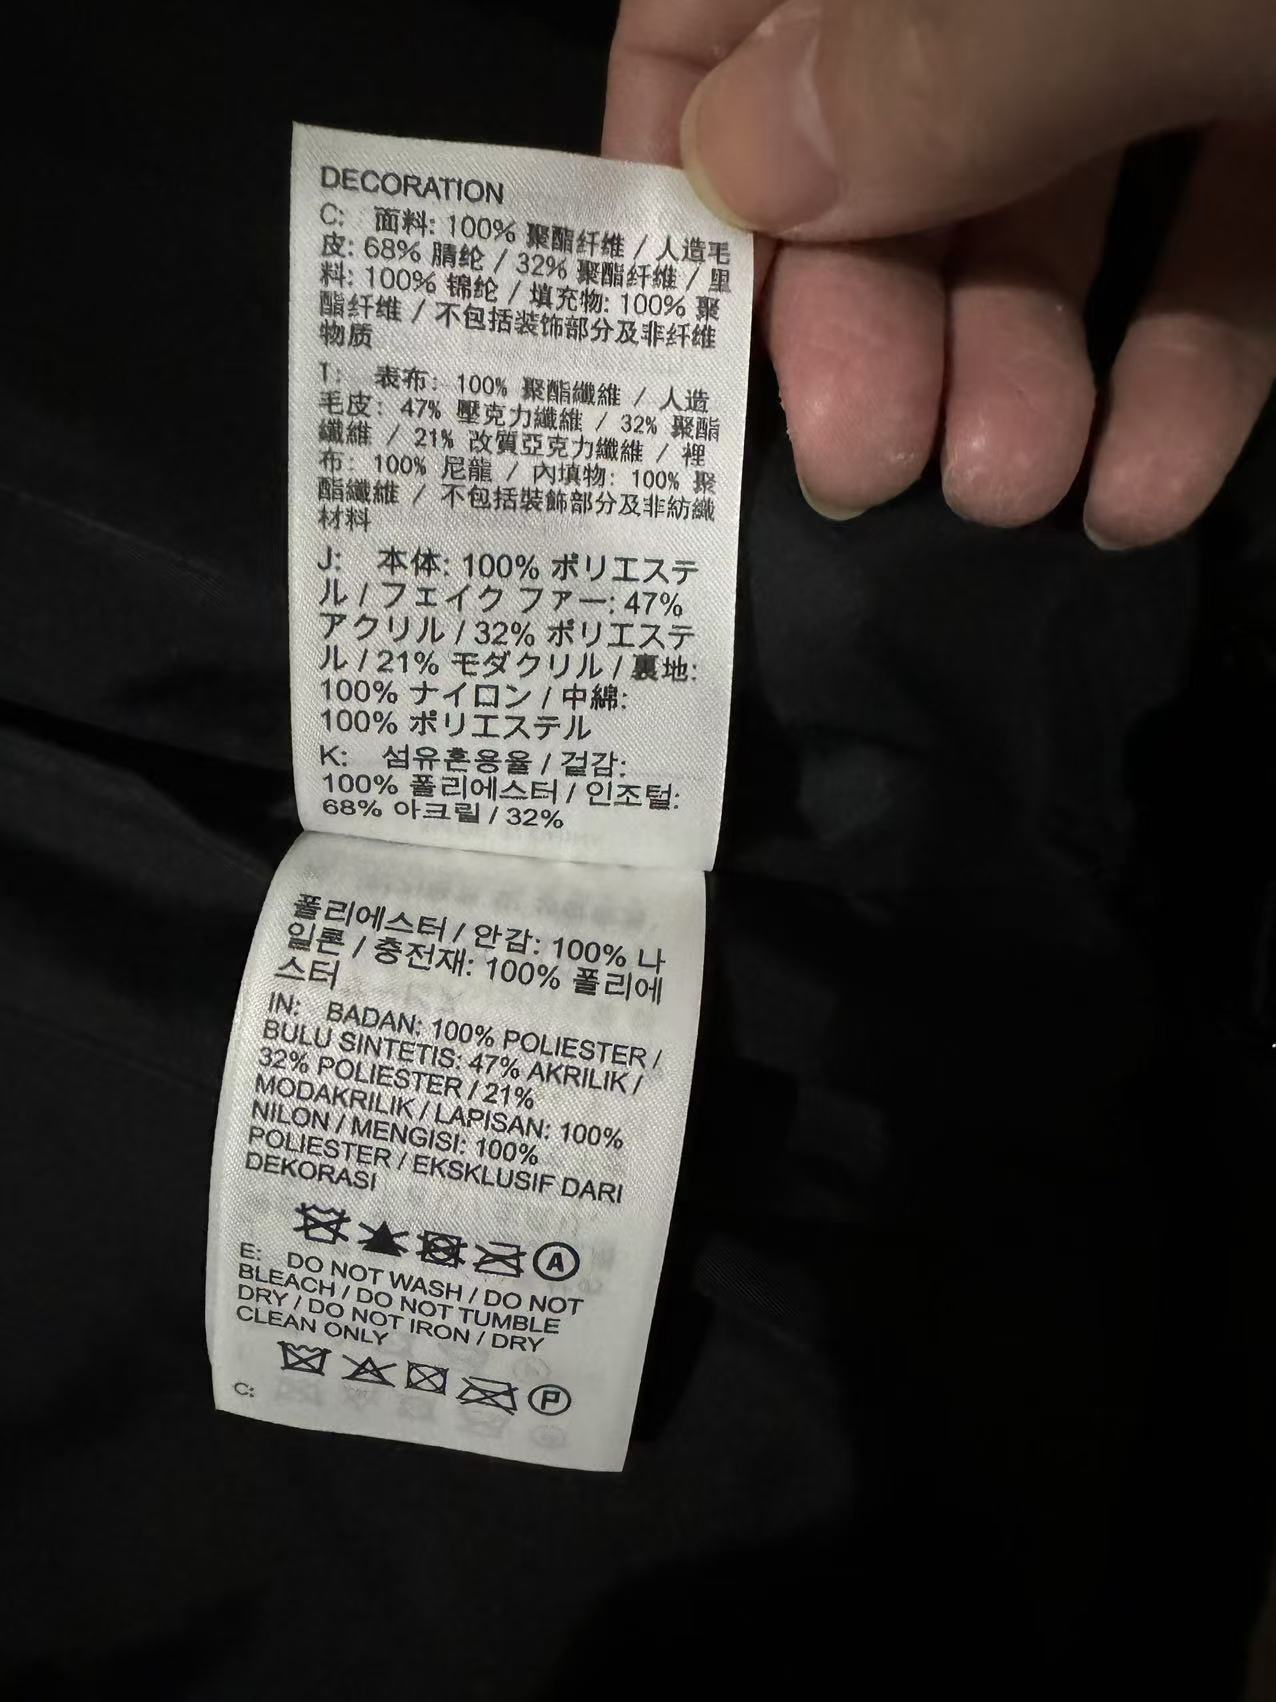 DECORATION
C: 面料: 100% 聚酯纤维 / 人造毛
皮: 68% 腈纶 / 32% 聚酯纤维 / 里
料: 100% 锦纶 / 填充物: 100% 聚
酯纤维 / 不包括装饰部分及非纤维
物质
T: 表布: 100% 聚酯纖維 / 人造
毛皮: 47% 壓克力纖維 / 32% 聚酯
纖維 / 21% 改質亞克力纖維 / 裡
布: 100% 尼龍 / 內填物: 100% 聚
酯纖維 / 不包括裝飾部分及非紡織
材料
J: 本体: 100% ポリエステ
ル / フェイク ファー: 47%
アクリル / 32% ポリエステ
ル / 21% モダクリル / 裏地:
100% ナイロン / 中綿:
100% ポリエステル
K: 섬유혼용율 / 겉감:
100% 폴리에스터 / 인조털:
68% 아크릴 / 32%
폴리에스터 / 안감: 100% 나
일론 / 충전재: 100% 폴리에
스터
IN: BADAN: 100% POLIESTER /
BULU SINTETIS: 47% AKRILIK /
32% POLIESTER / 21%
MODAKRILIK / LAPISAN: 100%
NILON / MENGISI: 100%
POLIESTER / EKSKLUSIF DARI
DEKORASI
A
E: DO NOT WASH / DO NOT
BLEACH / DO NOT TUMBLE
DRY / DO NOT IRON / DRY
CLEAN ONLY
P
C: